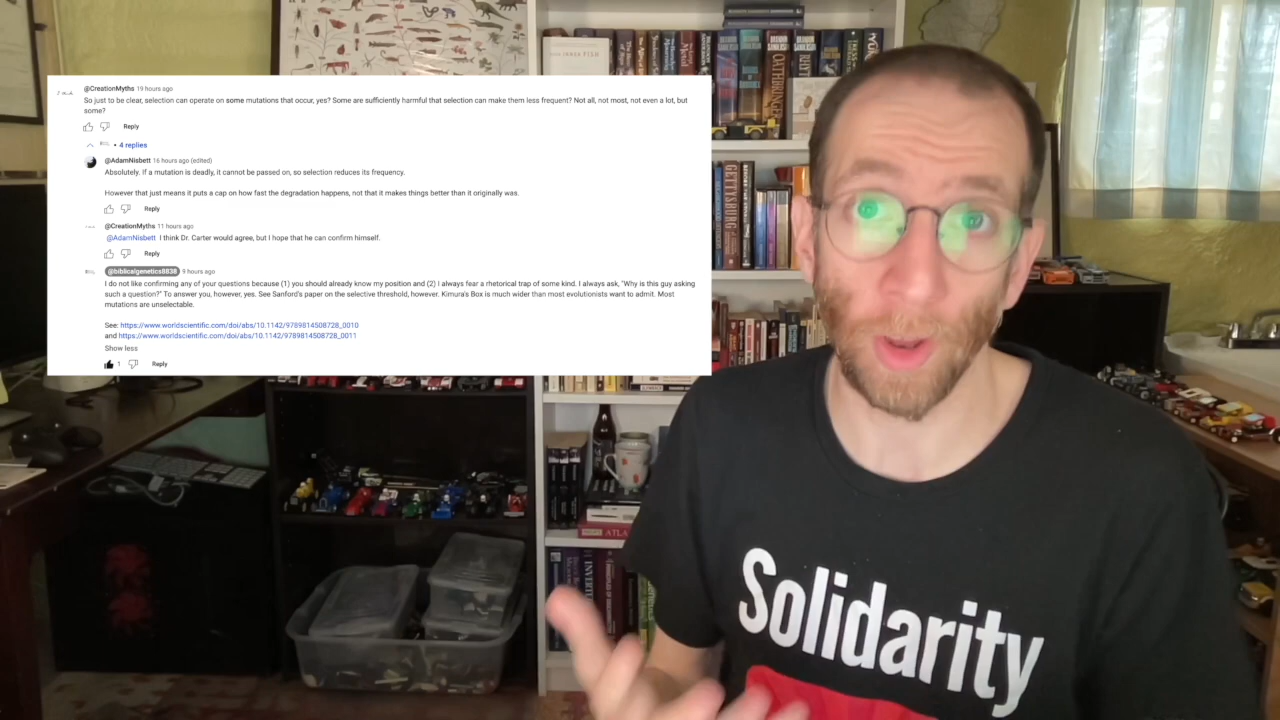 @CreationMyths 19 hours ago
So just to be clear, selection can operate on some mutations that occur, yes? Some are sufficiently harmful that selection can make them less frequent? Not all, not most, not even a lot, but
some?
Reply
• 4 replies
@AdamNisbett 16 hours ago (edited)
Absolutely. If a mutation is deadly, it cannot be passed on, so selection reduces its frequency.
However that just means it puts a cap on how fast the degradation happens, not that it makes things better than it originally was.
Reply
@CreationMyths 11 hours ago
@AdamNisbett I think Dr. Carter would agree, but I hope that he can confirm himself.
Reply
@biblicalgenetics8838 9 hours ago
I do not like confirming any of your questions because (1) you should already know my position and (2) I always fear a rhetorical trap of some kind. I always ask, "Why is this guy asking
such a question?" To answer you, however, yes. See Sanford's paper on the selective threshold, however. Kimura's Box is much wider than most evolutionists want to admit. Most
mutations are unselectable.
See: https://www.worldscientific.com/doi/abs/10.1142/9789814508728_0010
and https://www.worldscientific.com/doi/abs/10.1142/9789814508728_0011
Show less
1 Reply
OATHBRINGER
GETTYSBURG
ATLA
INVERT
Solidarity